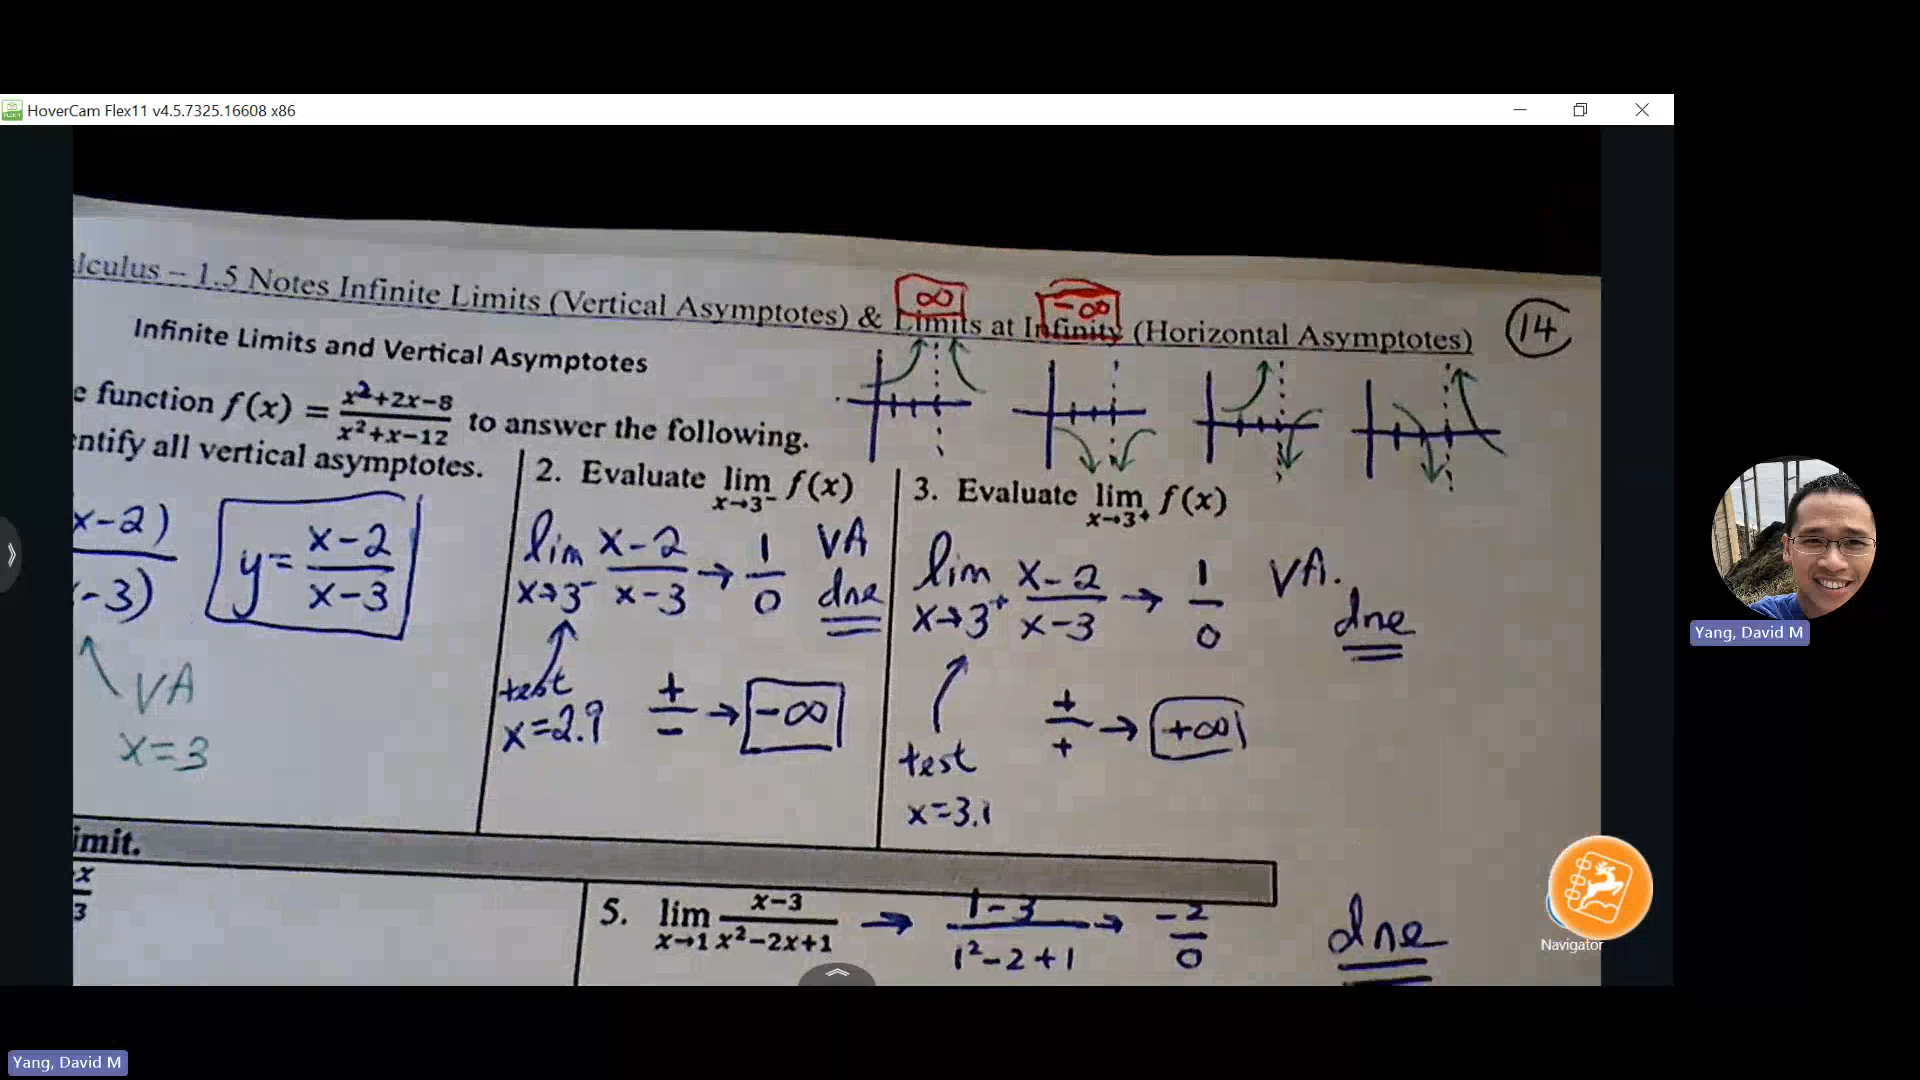 HoverCam Flex11 v4.5.7325.16608 x86
lculus – 1.5 Notes Infinite Limits (Vertical Asymptotes) & Limits at Infinity (Horizontal Asymptotes)
∞
-∞
14
Infinite Limits and Vertical Asymptotes
e function f(x) = x²+2x−8 / x²+x−12 to answer the following.
ntify all vertical asymptotes.
x-2)
-3)
y = x-2 / x-3
VA
x=3
2. Evaluate lim x→3⁻ f(x)
lim x→3⁻ x-2 / x-3 → 1/0 VA
dne
test
x=2.9
+/- → -∞
3. Evaluate lim x→3⁺ f(x)
lim x→3⁺ x-2 / x-3 → 1/0 VA.
dne
test
x=3.1
+/+ → +∞
imit.
x
3
5. lim x→1 x−3 / x²−2x+1 → 1-3 / 1²-2+1 → -2/0
dne
Navigator
Yang, David M
Yang, David M